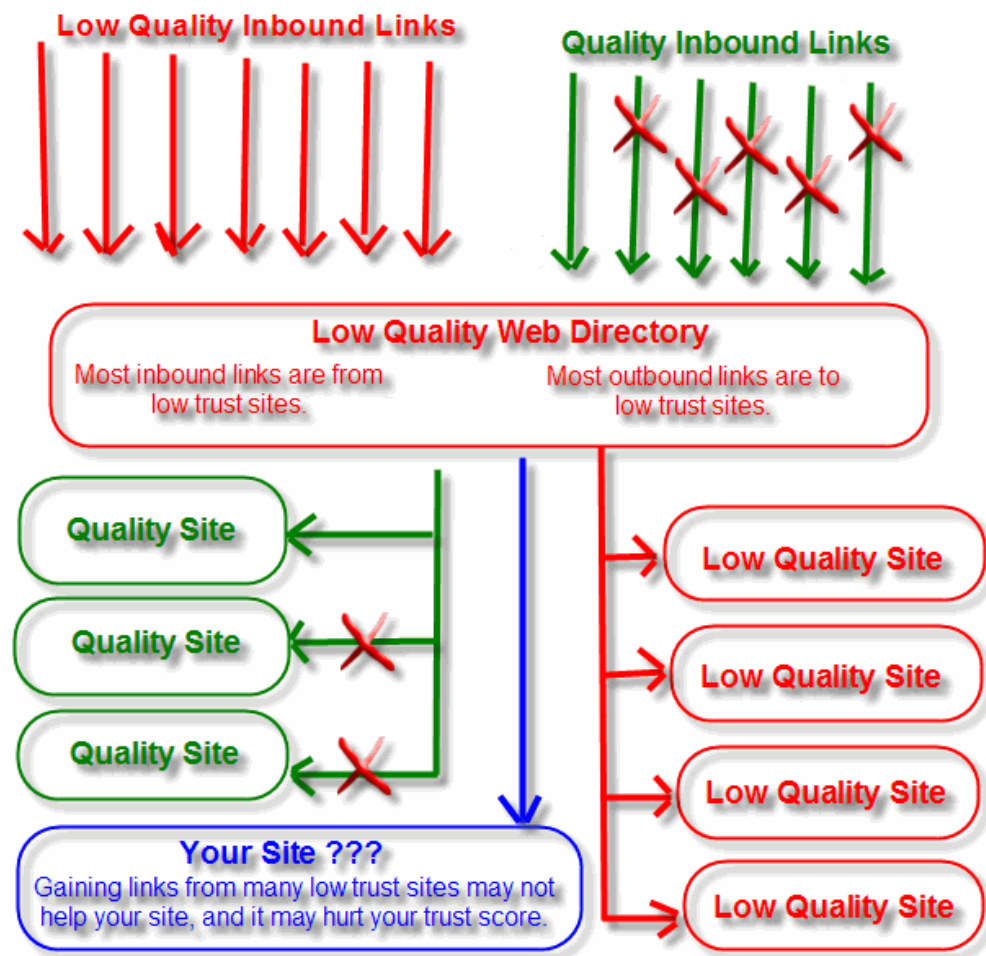 Low Quality Inbound Links
Quality Inbound Links
Low Quality Web Directory
Most inbound links are from
low trust sites.
Most outbound links are to
low trust sites.
Quality Site
Quality Site
Quality Site
Low Quality Site
Low Quality Site
Low Quality Site
Low Quality Site
Your Site ???
Gaining links from many low trust sites may not
help your site, and it may hurt your trust score.